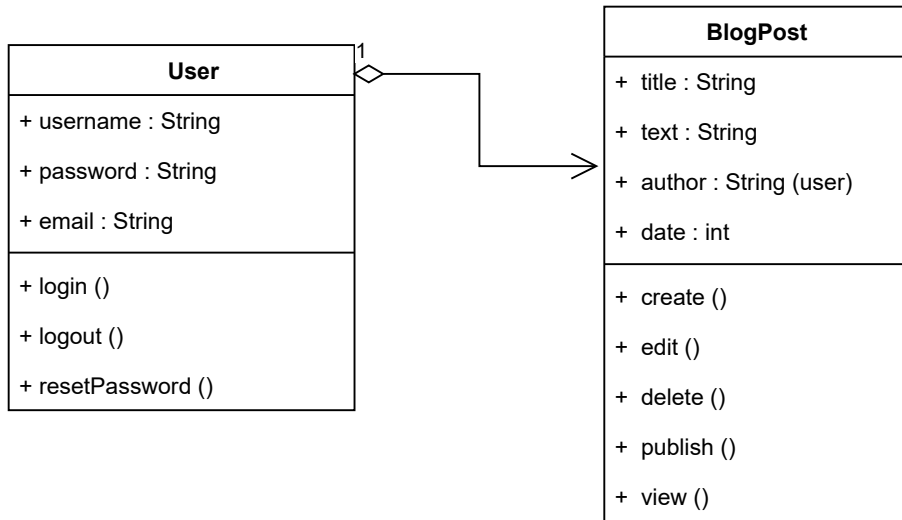 User
+ username : String
+ password : String
+ email : String
+ login ()
+ logout ()
+ resetPassword ()
1
BlogPost
+ title : String
+ text : String
+ author : String (user)
+ date : int
+ create ()
+ edit ()
+ delete ()
+ publish ()
+ view ()